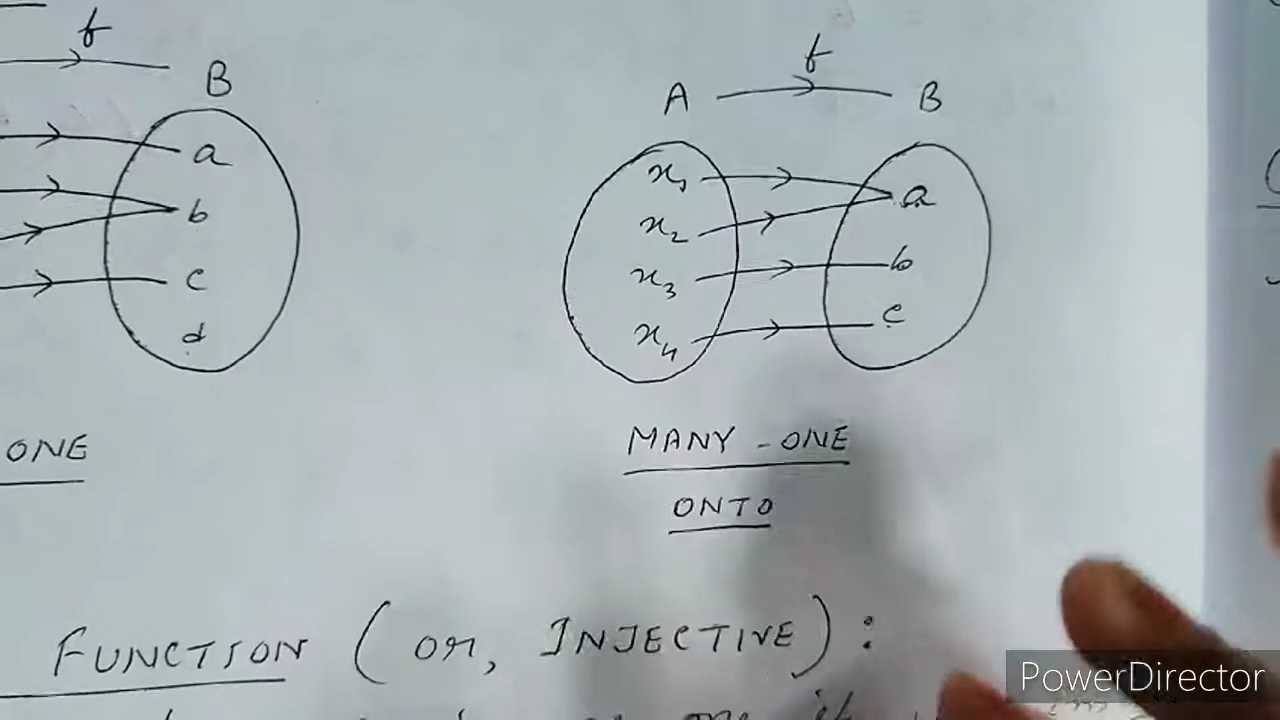 f
B
a
b
c
d
ONE
f
A B
x₁ a
x₂
x₃ b
x₄ c
MANY - ONE
ONTO
FUNCTION (or, INJECTIVE) :
PowerDirector